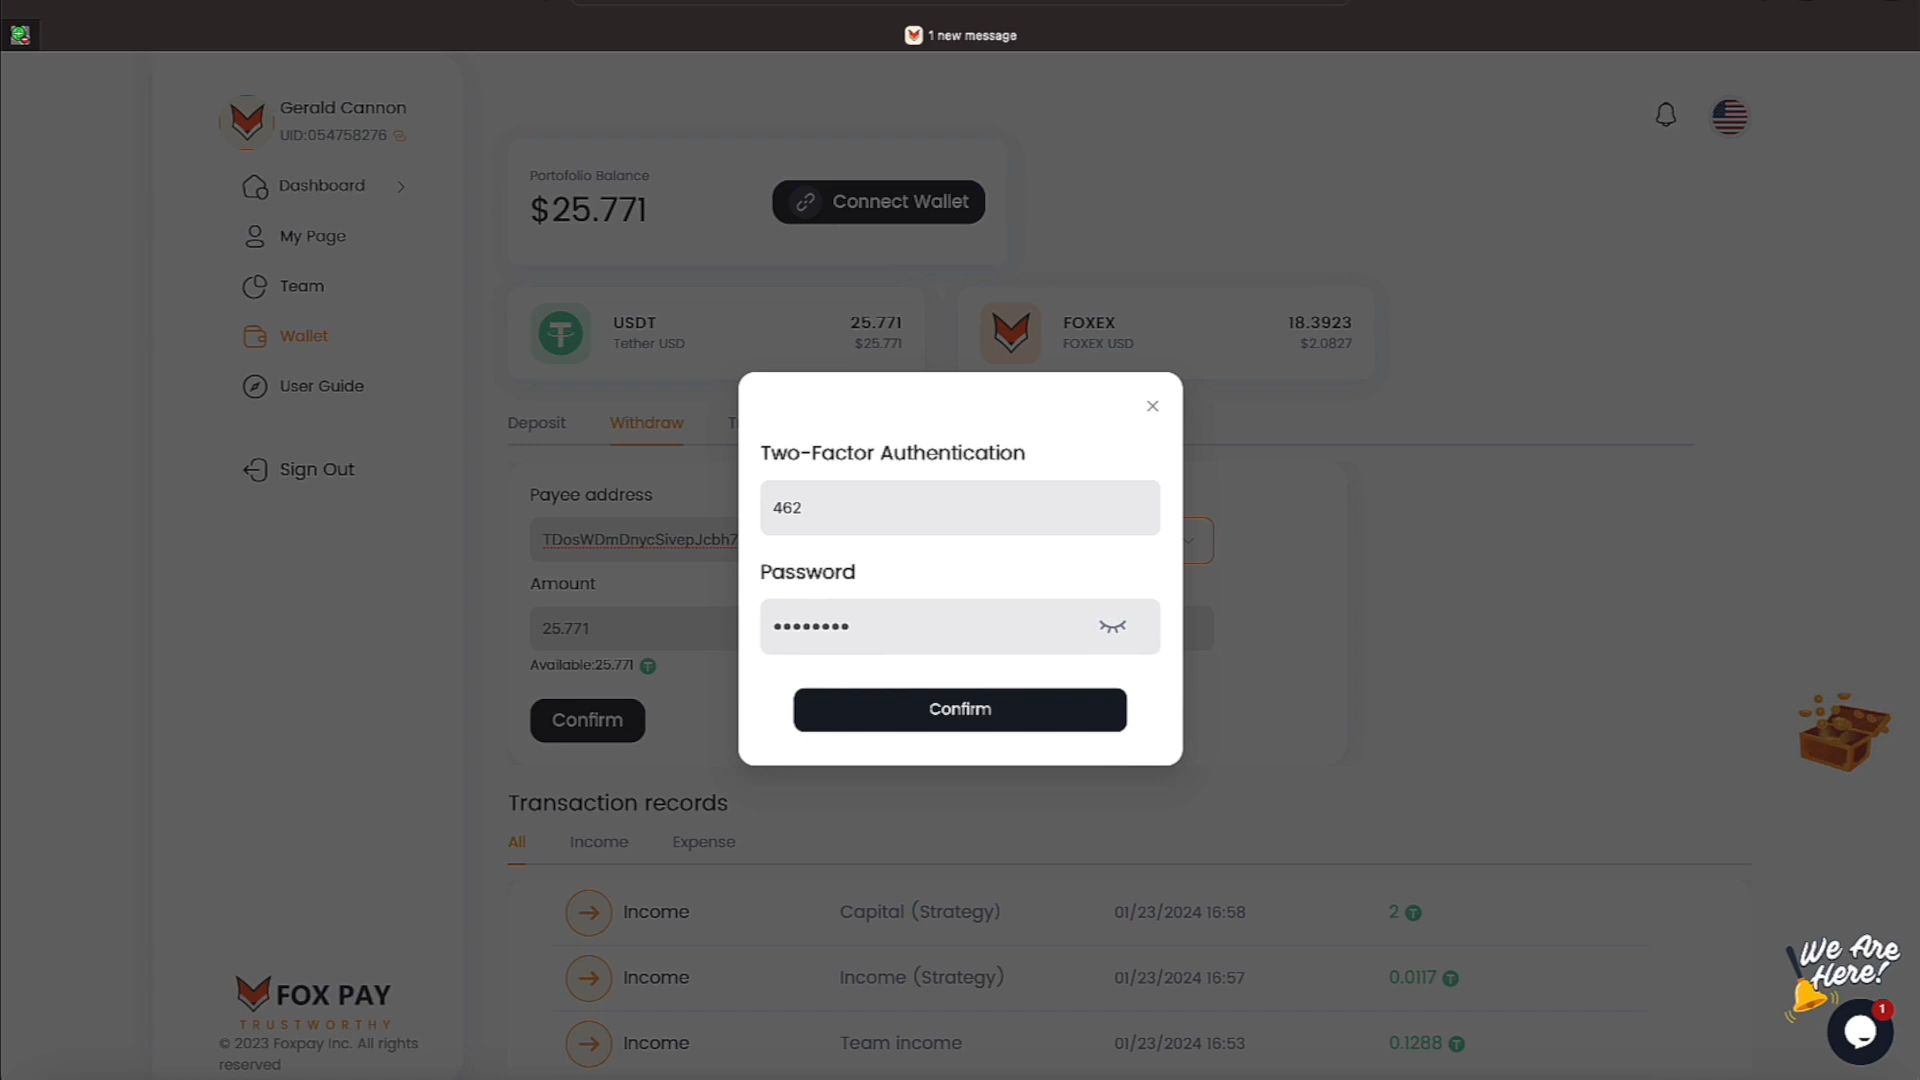 1 new message
Gerald Cannon
UID:054758276
Dashboard
My Page
Team
Wallet
User Guide
Sign Out
Portofolio Balance
$25.771
Connect Wallet
USDT 25.771
Tether USD $25.771
FOXEX 18.3923
FOXEX USD $2.0827
Deposit Withdraw T
Payee address
TDosWDmDnycSivepJcbh7
Amount
25.771
Available:25.771
Confirm
Two-Factor Authentication
462
Password
••••••••
Confirm
Transaction records
All Income Expense
Income Capital (Strategy) 01/23/2024 16:58 2
Income Income (Strategy) 01/23/2024 16:57 0.0117
Income Team income 01/23/2024 16:53 0.1288
FOX PAY
TRUSTWORTHY
© 2023 Foxpay Inc. All rights
reserved
We Are
Here!
1